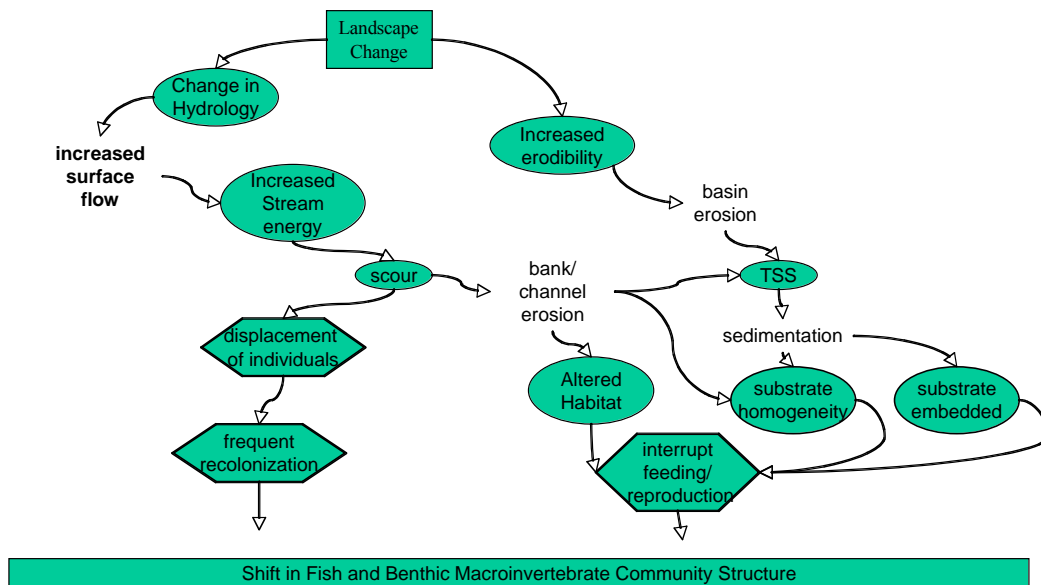 Landscape
Change
Change in
Hydrology
increased
surface
flow
Increased
erodibility
Increased
Stream
energy
basin
erosion
scour
bank/
channel
erosion
TSS
displacement
of individuals
sedimentation
Altered
Habitat
substrate
homogeneity
substrate
embedded
frequent
recolonization
interrupt
feeding/
reproduction
Shift in Fish and Benthic Macroinvertebrate Community Structure